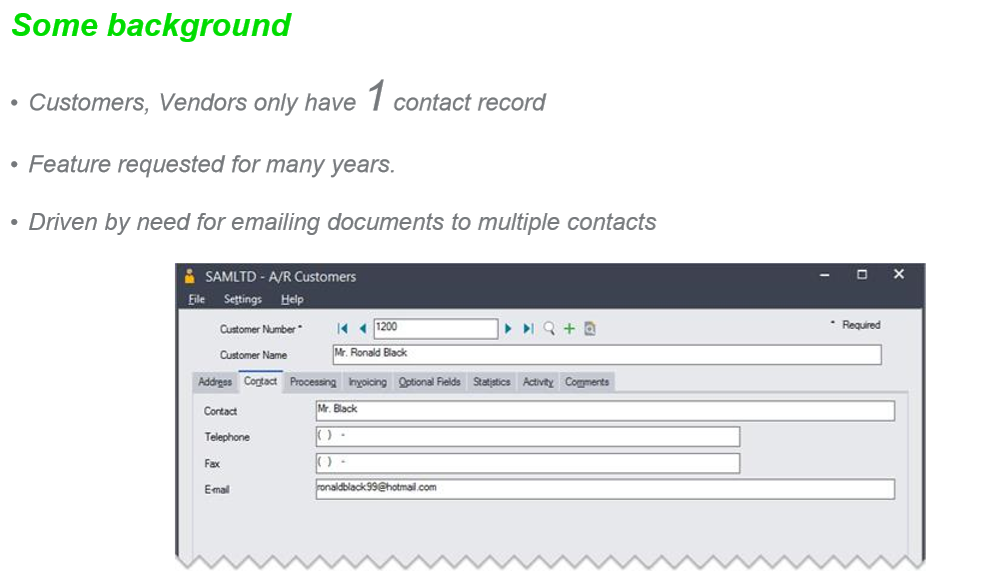 Some background
• Customers, Vendors only have 1 contact record
• Feature requested for many years.
• Driven by need for emailing documents to multiple contacts
SAMLTD - A/R Customers
File Settings Help
Customer Number * 1200 * Required
Customer Name Mr. Ronald Black
Address Contact Processing Invoicing Optional Fields Statistics Activity Comments
Contact Mr. Black
Telephone ( ) -
Fax ( ) -
E-mail ronaldblack99@hotmail.com